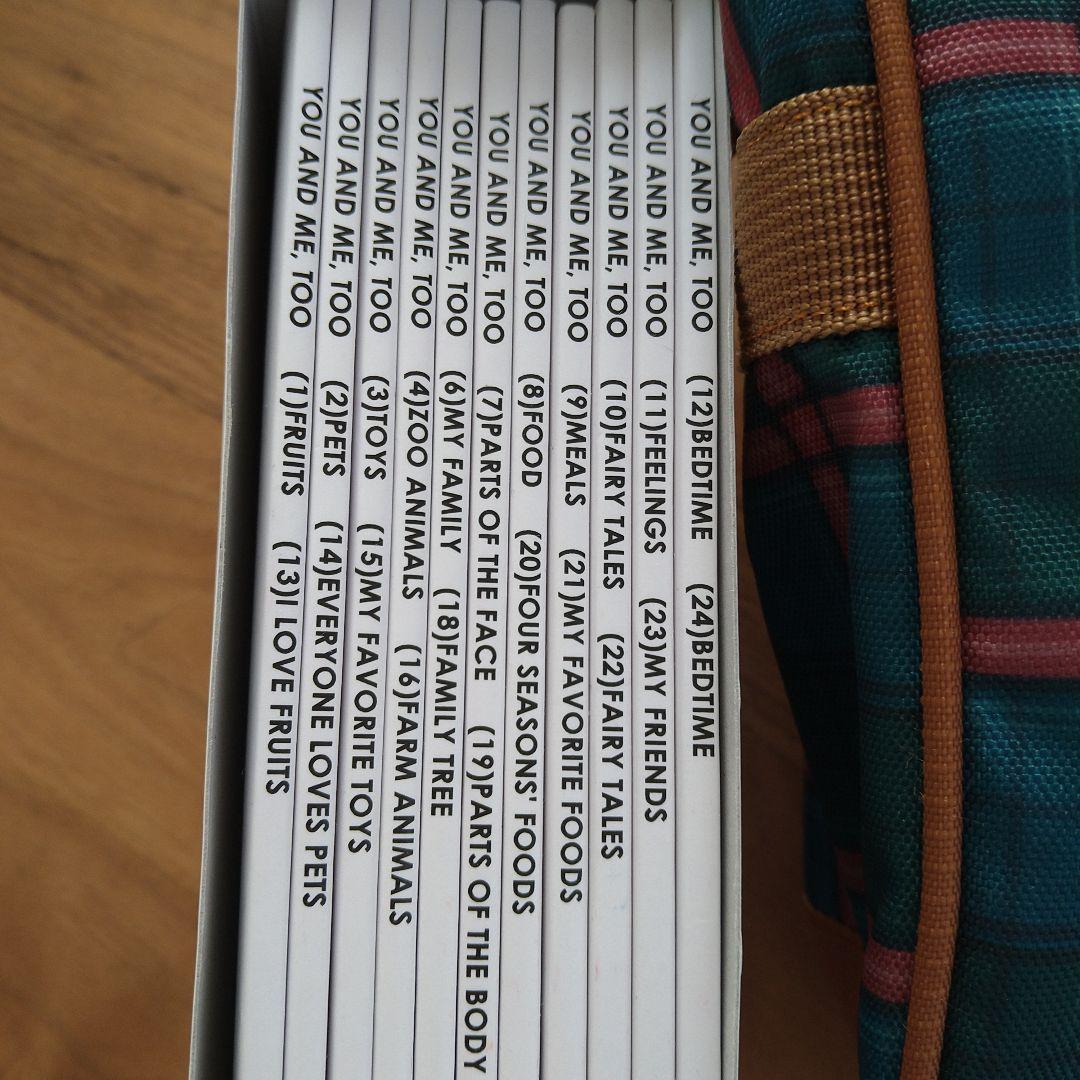 YOU AND ME, TOO (1)FRUITS (13)I LOVE FRUITS
YOU AND ME, TOO (2)PETS (14)EVERYONE LOVES PETS
YOU AND ME, TOO (3)TOYS (15)MY FAVORITE TOYS
YOU AND ME, TOO (4)ZOO ANIMALS (16)FARM ANIMALS
YOU AND ME, TOO (6)MY FAMILY (18)FAMILY TREE
YOU AND ME, TOO (7)PARTS OF THE FACE (19)PARTS OF THE BODY
YOU AND ME, TOO (8)FOOD (20)FOUR SEASONS' FOODS
YOU AND ME, TOO (9)MEALS (21)MY FAVORITE FOODS
YOU AND ME, TOO (10)FAIRY TALES (22)FAIRY TALES
YOU AND ME, TOO (11)FEELINGS (23)MY FRIENDS
YOU AND ME, TOO (12)BEDTIME (24)BEDTIME